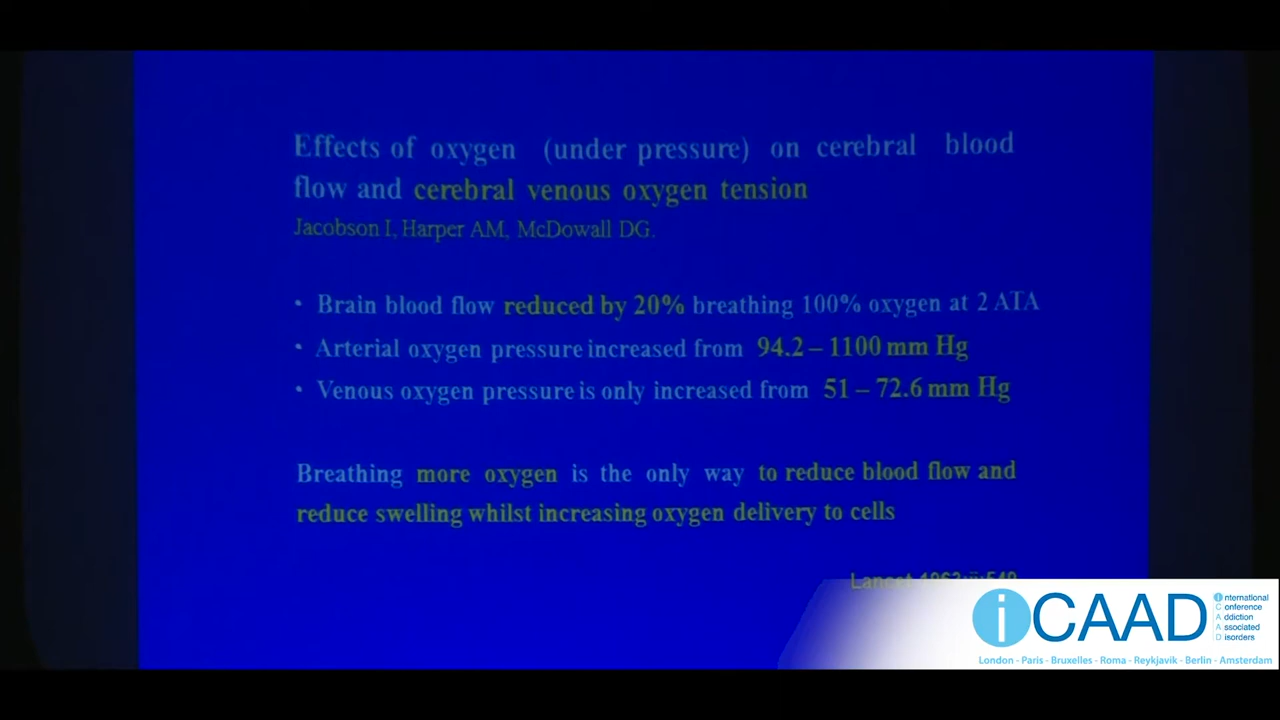 Effects of oxygen (under pressure) on cerebral blood
flow and cerebral venous oxygen tension
Jacobson I, Harper AM, McDowall DG.
• Brain blood flow reduced by 20% breathing 100% oxygen at 2 ATA
• Arterial oxygen pressure increased from 94.2 – 1100 mm Hg
• Venous oxygen pressure is only increased from 51 – 72.6 mm Hg
Breathing more oxygen is the only way to reduce blood flow and
reduce swelling whilst increasing oxygen delivery to cells
Lancet 1963;ii:549
iCAAD
international
Conference
Addiction
Associated
Disorders
London - Paris - Bruxelles - Roma - Reykjavik - Berlin - Amsterdam